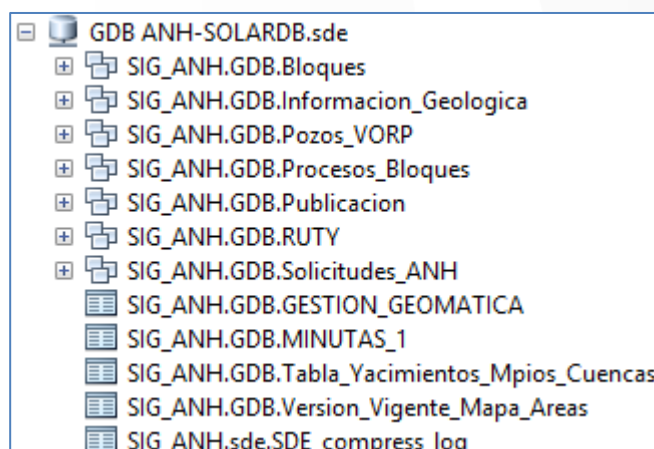 GDB ANH-SOLARDB.sde
SIG_ANH.GDB.Bloques
SIG_ANH.GDB.Informacion_Geologica
SIG_ANH.GDB.Pozos_VORP
SIG_ANH.GDB.Procesos_Bloques
SIG_ANH.GDB.Publicacion
SIG_ANH.GDB.RUTY
SIG_ANH.GDB.Solicitudes_ANH
SIG_ANH.GDB.GESTION_GEOMATICA
SIG_ANH.GDB.MINUTAS_1
SIG_ANH.GDB.Tabla_Yacimientos_Mpios_Cuencas
SIG_ANH.GDB.Version_Vigente_Mapa_Areas
SIG_ANH.sde.SDE_compress_log